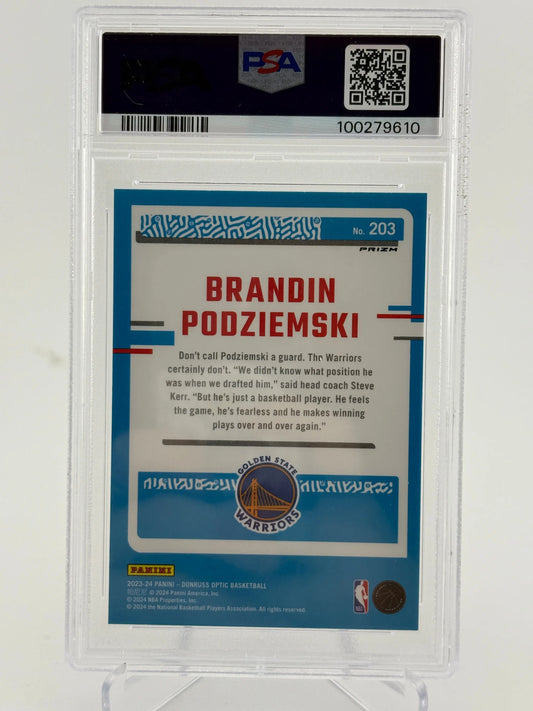 PSA
100279610
No. 203
PRIZM
BRANDIN
PODZIEMSKI
Don't call Podziemski a guard. The Warriors
certainly don't. “We didn't know what position he
was when we drafted him,” said head coach Steve
Kerr. “But he's just a basketball player. He feels
the game, he's fearless and he makes winning
plays over and over again.”
GOLDEN STATE
WARRIORS
PANINI
2023-24 PANINI - DONRUSS OPTIC BASKETBALL
© 2024 Panini America, Inc.
© 2024 NBA Properties, Inc.
© 2024 the National Basketball Players Association. All rights reserved.
NBA